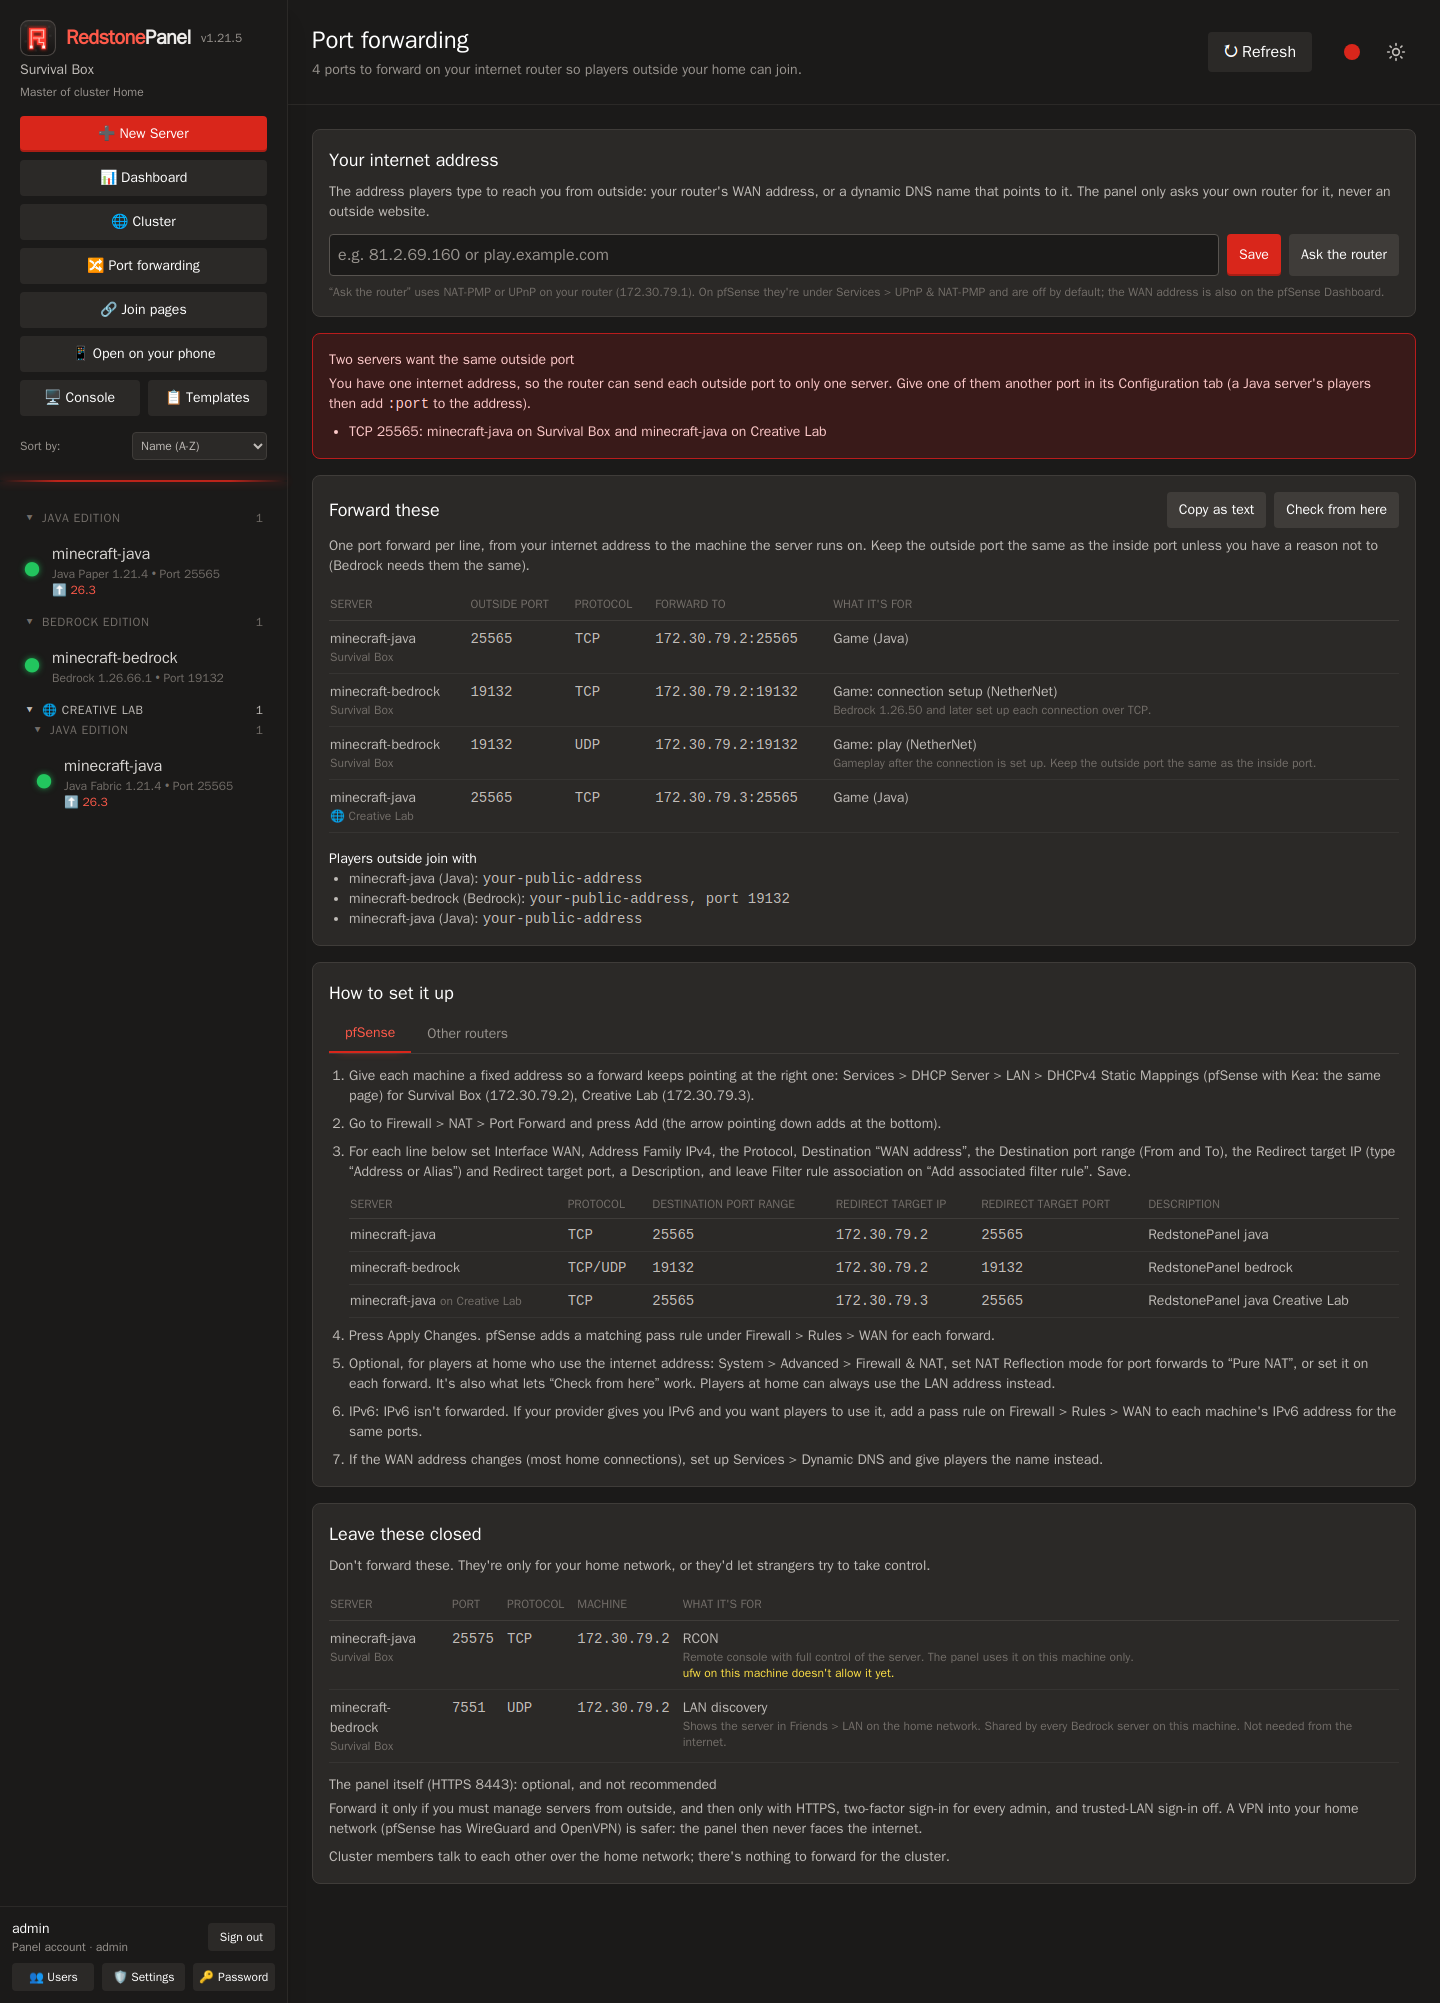 RedstonePanel v1.21.5
Survival Box
Master of cluster Home
➕ New Server
📊 Dashboard
🌐 Cluster
🔀 Port forwarding
🔗 Join pages
📱 Open on your phone
🖥️ Console
📋 Templates
Sort by:
Name (A-Z)
▼ JAVA EDITION 1
minecraft-java
Java Paper 1.21.4 • Port 25565
⬆️ 26.3
▼ BEDROCK EDITION 1
minecraft-bedrock
Bedrock 1.26.66.1 • Port 19132
▼ 🌐 CREATIVE LAB 1
▼ JAVA EDITION 1
minecraft-java
Java Fabric 1.21.4 • Port 25565
⬆️ 26.3
admin
Panel account · admin
Sign out
👥 Users
🛡️ Settings
🔑 Password
Port forwarding
4 ports to forward on your internet router so players outside your home can join.
↻ Refresh
Your internet address
The address players type to reach you from outside: your router's WAN address, or a dynamic DNS name that points to it. The panel only asks your own router for it, never an
outside website.
e.g. 81.2.69.160 or play.example.com
Save
Ask the router
“Ask the router” uses NAT-PMP or UPnP on your router (172.30.79.1). On pfSense they're under Services > UPnP & NAT-PMP and are off by default; the WAN address is also on the pfSense Dashboard.
Two servers want the same outside port
You have one internet address, so the router can send each outside port to only one server. Give one of them another port in its Configuration tab (a Java server's players
then add :port to the address).
• TCP 25565: minecraft-java on Survival Box and minecraft-java on Creative Lab
Forward these
Copy as text
Check from here
One port forward per line, from your internet address to the machine the server runs on. Keep the outside port the same as the inside port unless you have a reason not to
(Bedrock needs them the same).
SERVER OUTSIDE PORT PROTOCOL FORWARD TO WHAT IT'S FOR
minecraft-java 25565 TCP 172.30.79.2:25565 Game (Java)
Survival Box
minecraft-bedrock 19132 TCP 172.30.79.2:19132 Game: connection setup (NetherNet)
Survival Box Bedrock 1.26.50 and later set up each connection over TCP.
minecraft-bedrock 19132 UDP 172.30.79.2:19132 Game: play (NetherNet)
Survival Box Gameplay after the connection is set up. Keep the outside port the same as the inside port.
minecraft-java 25565 TCP 172.30.79.3:25565 Game (Java)
🌐 Creative Lab
Players outside join with
• minecraft-java (Java): your-public-address
• minecraft-bedrock (Bedrock): your-public-address, port 19132
• minecraft-java (Java): your-public-address
How to set it up
pfSense
Other routers
1. Give each machine a fixed address so a forward keeps pointing at the right one: Services > DHCP Server > LAN > DHCPv4 Static Mappings (pfSense with Kea: the same
page) for Survival Box (172.30.79.2), Creative Lab (172.30.79.3).
2. Go to Firewall > NAT > Port Forward and press Add (the arrow pointing down adds at the bottom).
3. For each line below set Interface WAN, Address Family IPv4, the Protocol, Destination “WAN address”, the Destination port range (From and To), the Redirect target IP (type
“Address or Alias”) and Redirect target port, a Description, and leave Filter rule association on “Add associated filter rule”. Save.
SERVER PROTOCOL DESTINATION PORT RANGE REDIRECT TARGET IP REDIRECT TARGET PORT DESCRIPTION
minecraft-java TCP 25565 172.30.79.2 25565 RedstonePanel java
minecraft-bedrock TCP/UDP 19132 172.30.79.2 19132 RedstonePanel bedrock
minecraft-java on Creative Lab TCP 25565 172.30.79.3 25565 RedstonePanel java Creative Lab
4. Press Apply Changes. pfSense adds a matching pass rule under Firewall > Rules > WAN for each forward.
5. Optional, for players at home who use the internet address: System > Advanced > Firewall & NAT, set NAT Reflection mode for port forwards to “Pure NAT”, or set it on
each forward. It's also what lets “Check from here” work. Players at home can always use the LAN address instead.
6. IPv6: IPv6 isn't forwarded. If your provider gives you IPv6 and you want players to use it, add a pass rule on Firewall > Rules > WAN to each machine's IPv6 address for the
same ports.
7. If the WAN address changes (most home connections), set up Services > Dynamic DNS and give players the name instead.
Leave these closed
Don't forward these. They're only for your home network, or they'd let strangers try to take control.
SERVER PORT PROTOCOL MACHINE WHAT IT'S FOR
minecraft-java 25575 TCP 172.30.79.2 RCON
Survival Box Remote console with full control of the server. The panel uses it on this machine only.
ufw on this machine doesn't allow it yet.
minecraft- 7551 UDP 172.30.79.2 LAN discovery
bedrock Shows the server in Friends > LAN on the home network. Shared by every Bedrock server on this machine. Not needed from the
Survival Box internet.
The panel itself (HTTPS 8443): optional, and not recommended
Forward it only if you must manage servers from outside, and then only with HTTPS, two-factor sign-in for every admin, and trusted-LAN sign-in off. A VPN into your home
network (pfSense has WireGuard and OpenVPN) is safer: the panel then never faces the internet.
Cluster members talk to each other over the home network; there's nothing to forward for the cluster.